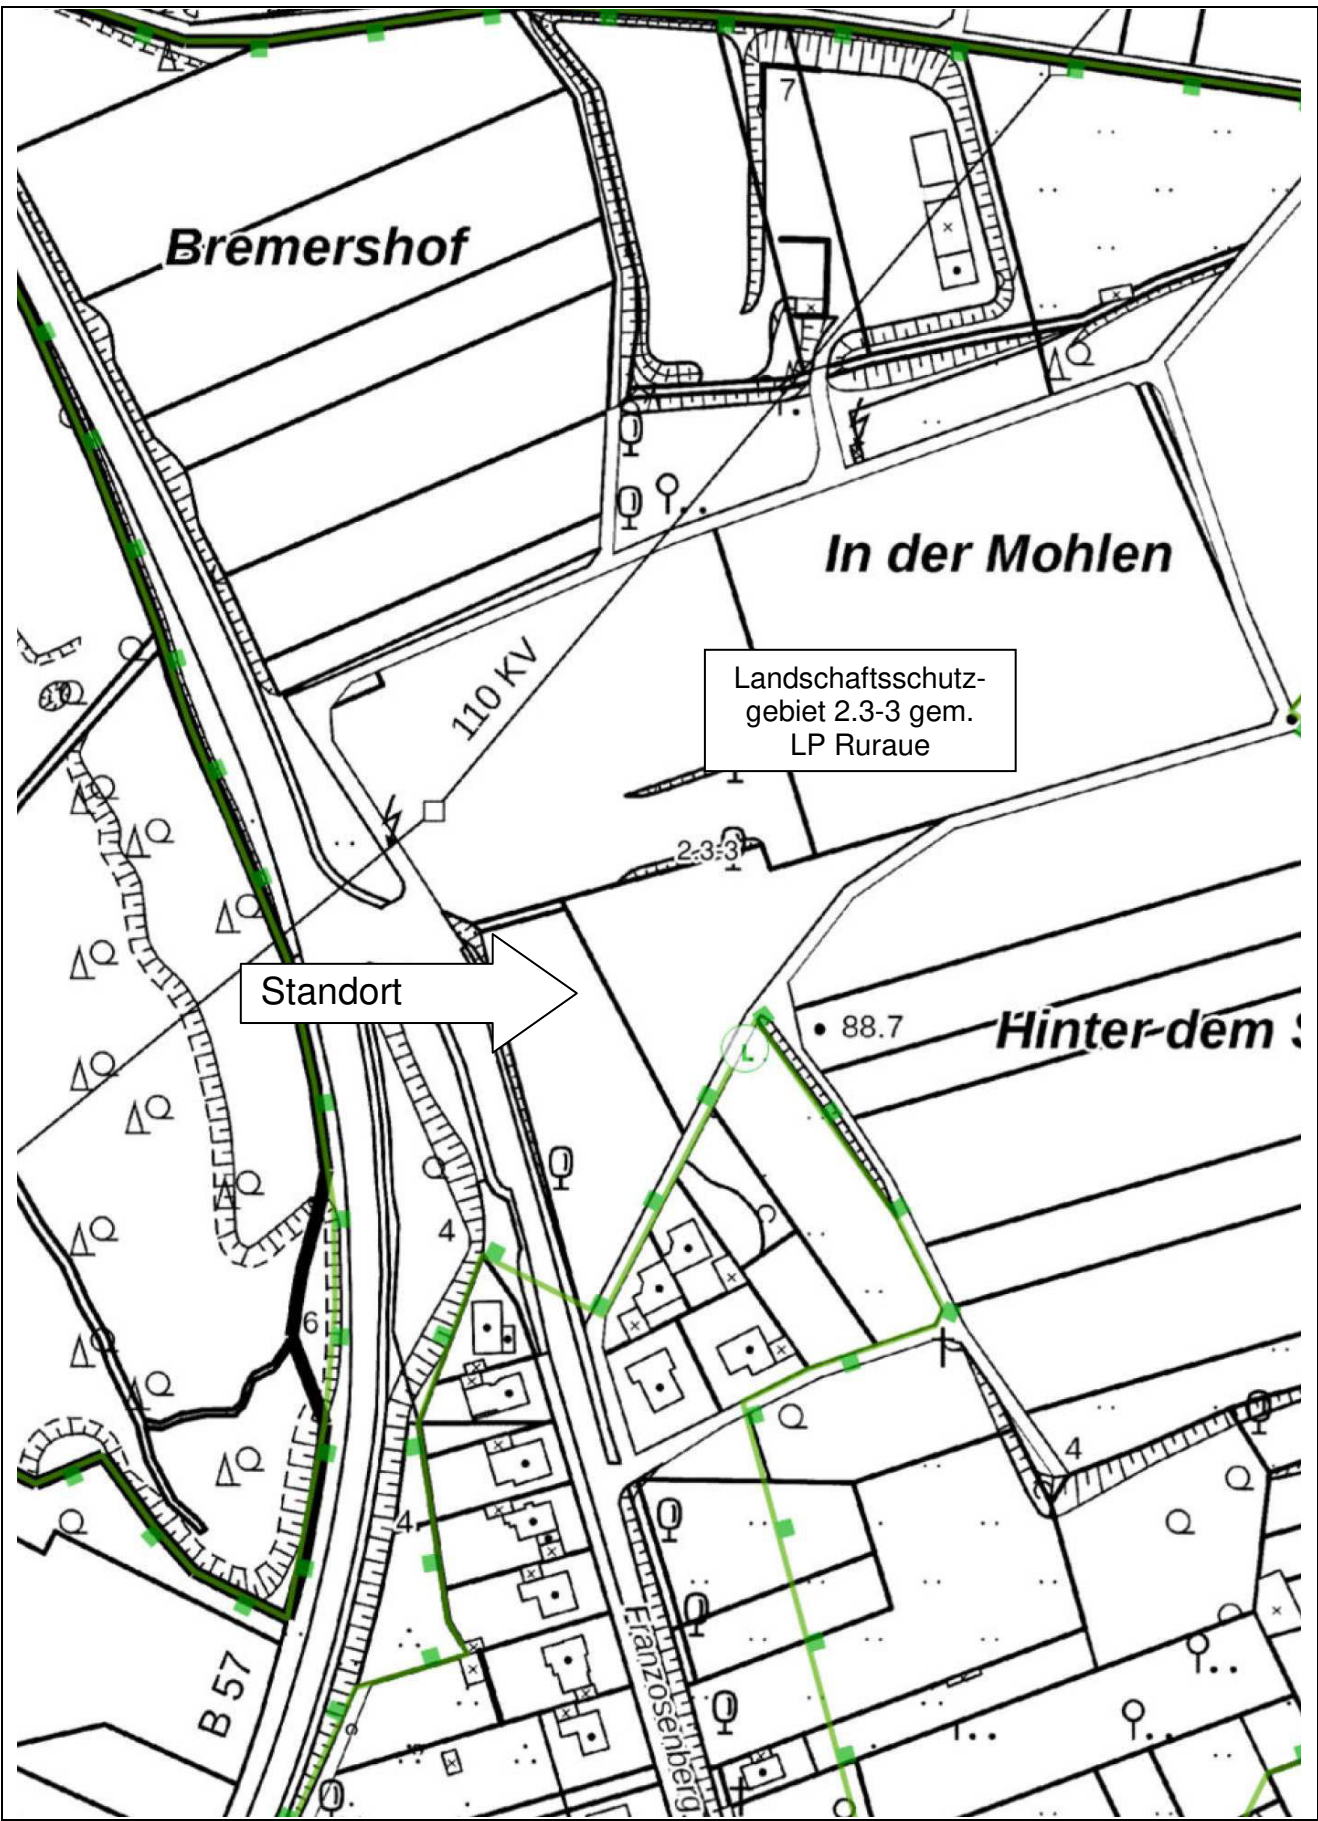 7
Bremershof
In der Mohlen
110 KV
Landschaftsschutz-
gebiet 2.3-3 gem.
LP Ruraue
2.3-3
Standort
88.7
Hinter dem S
L
4
6
4
4
B 57
Franzosenberg